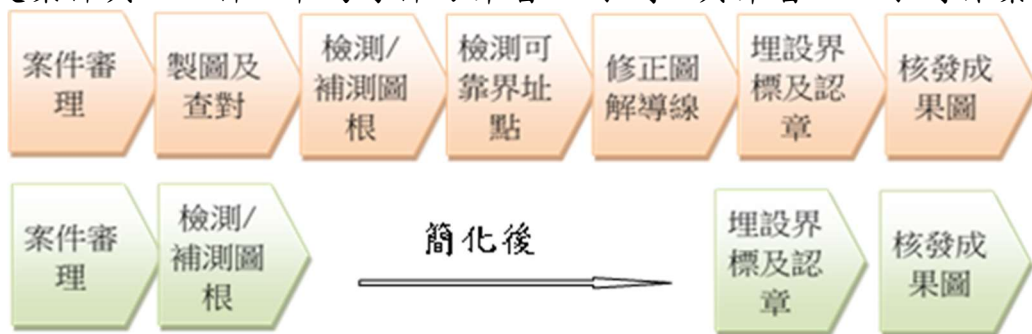 案件審
理
製圖及
查對
檢測/
補測圖
根
檢測可
靠界址
點
修正圖
解導線
埋設界
標及認
章
核發成
果圖
案件審
理
檢測/
補測圖
根
簡化後
埋設界
標及認
章
核發成
果圖